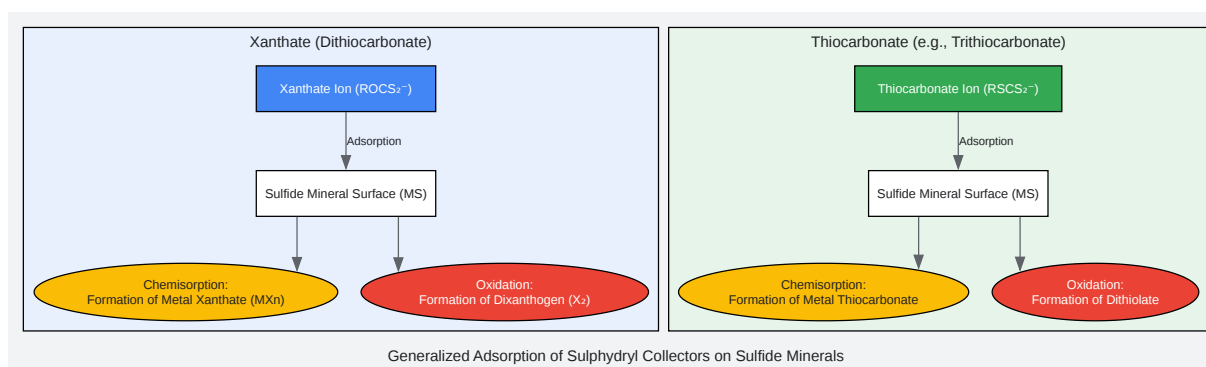 Xanthate (Dithiocarbonate)
Xanthate Ion (ROCS₂⁻)
Adsorption
Sulfide Mineral Surface (MS)
Chemisorption:
Formation of Metal Xanthate (MXn)
Oxidation:
Formation of Dixanthogen (X₂)
Thiocarbonate (e.g., Trithiocarbonate)
Thiocarbonate Ion (RSCS₂⁻)
Adsorption
Sulfide Mineral Surface (MS)
Chemisorption:
Formation of Metal Thiocarbonate
Oxidation:
Formation of Dithiolate
Generalized Adsorption of Sulphydryl Collectors on Sulfide Minerals